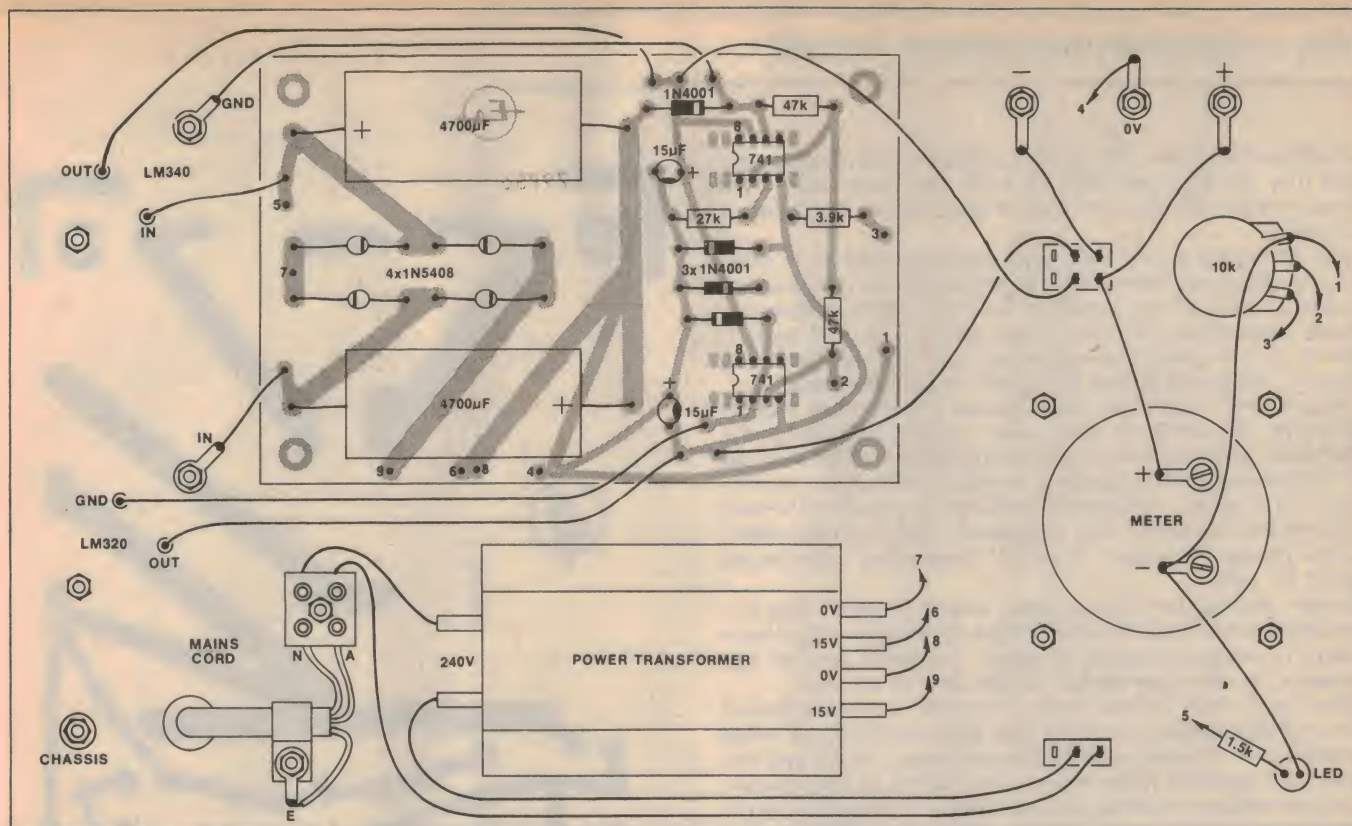 GND
OUT
LM340
IN
5
7
+
4700µF
4x1N5408
4700µF
+
1N4001
47k
8
741
1
15µF
+
27k
3.9k
3
3x1N4001
47k
1
8
741
1
2
+
15µF
9
6
8
4
IN
GND
LM320
OUT
-
4
0V
+
10k
1
2
3
+
METER
-
MAINS
CORD
N
A
240V
POWER TRANSFORMER
0V
15V
0V
15V
7
6
8
9
CHASSIS
E
5
1.5k
LED